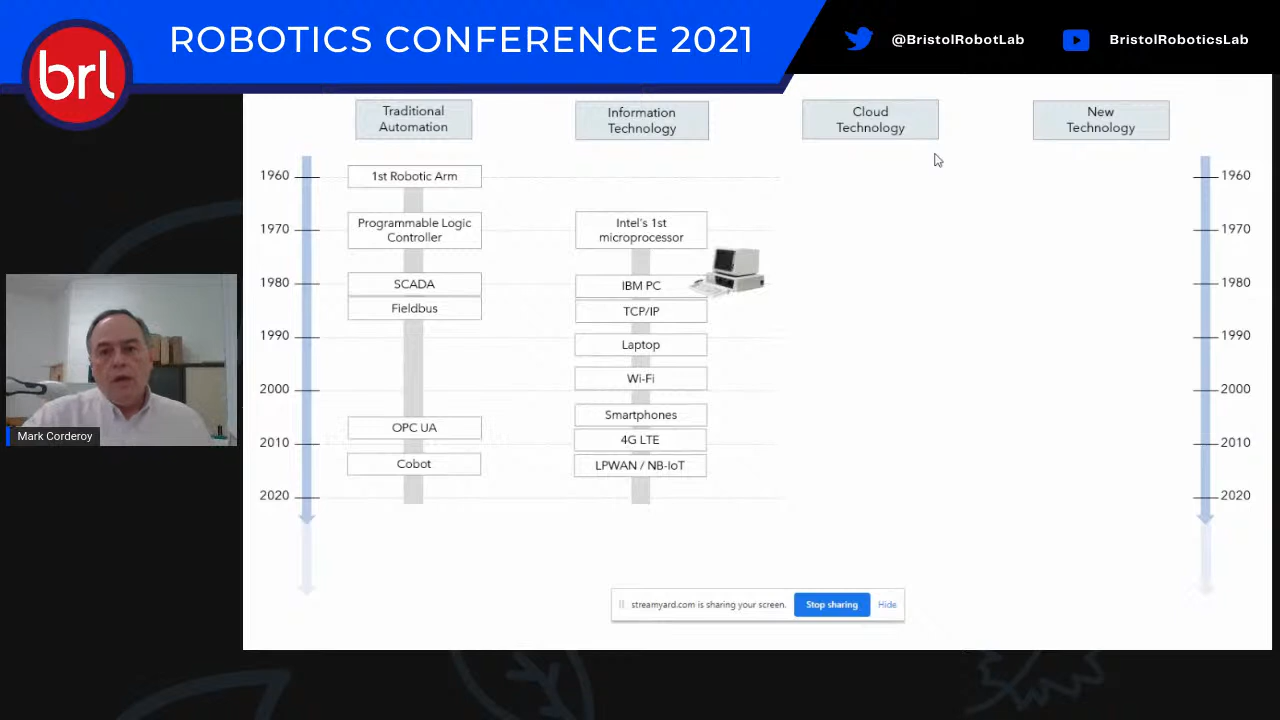 brl
ROBOTICS CONFERENCE 2021
@BristolRobotLab
BristolRoboticsLab
Traditional
Automation
Information
Technology
Cloud
Technology
New
Technology
1960
1st Robotic Arm
1960
1970
Programmable Logic
Controller
Intel's 1st
microprocessor
1970
1980
SCADA
IBM PC
1980
Fieldbus
TCP/IP
1990
Laptop
1990
2000
Wi-Fi
2000
Smartphones
OPC UA
2010
4G LTE
2010
Cobot
LPWAN / NB-IoT
2020
2020
Mark Corderoy
streamyard.com is sharing your screen.
Stop sharing
Hide